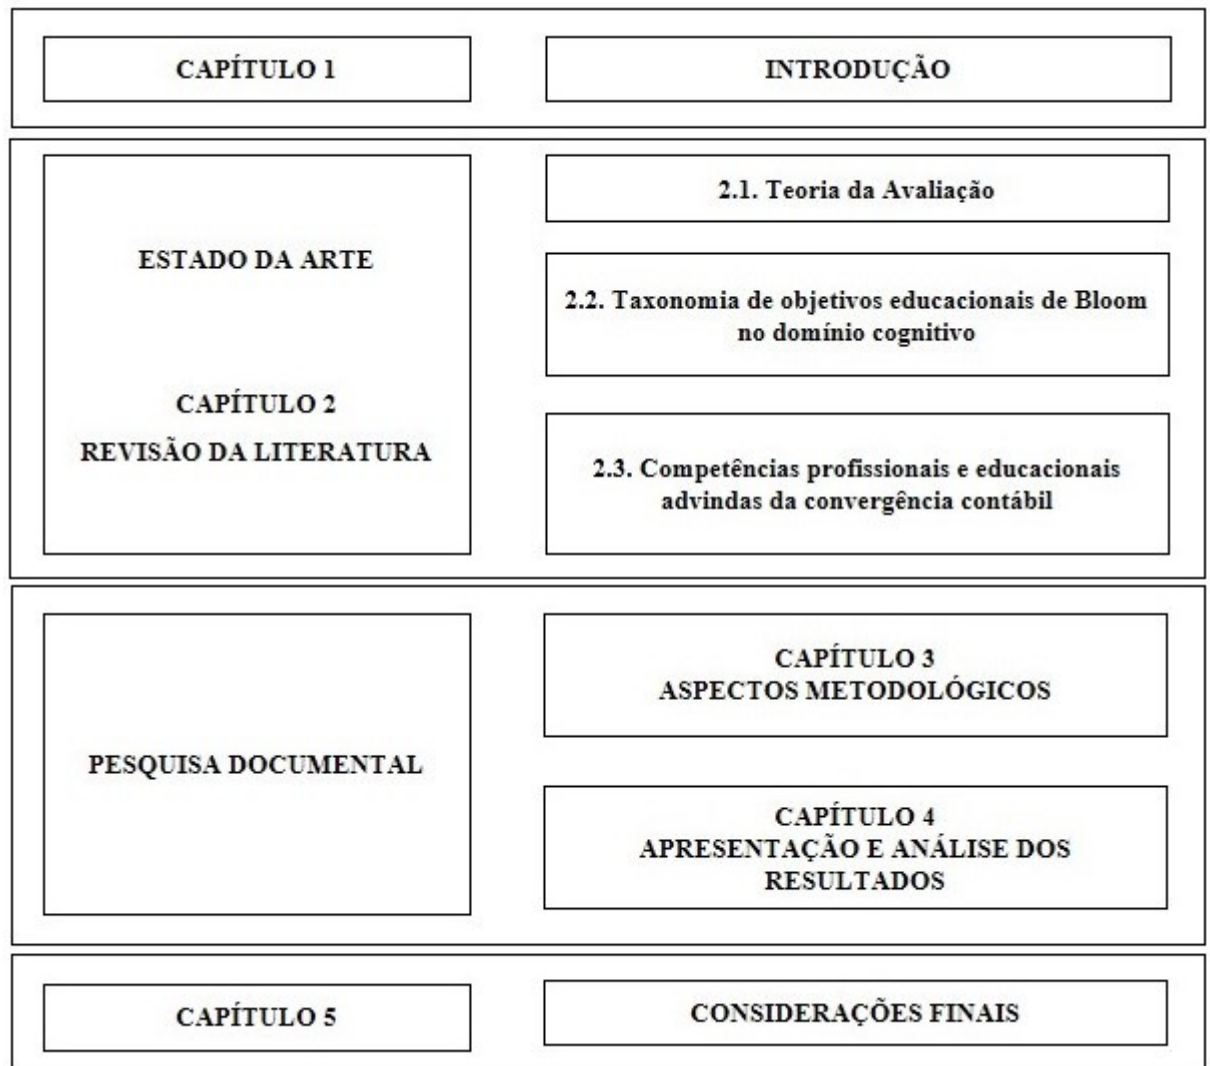 CAPÍTULO 1
INTRODUÇÃO
ESTADO DA ARTE
CAPÍTULO 2
REVISÃO DA LITERATURA
2.1. Teoria da Avaliação
2.2. Taxonomia de objetivos educacionais de Bloom
no domínio cognitivo
2.3. Competências profissionais e educacionais
advindas da convergência contábil
PESQUISA DOCUMENTAL
CAPÍTULO 3
ASPECTOS METODOLÓGICOS
CAPÍTULO 4
APRESENTAÇÃO E ANÁLISE DOS
RESULTADOS
CAPÍTULO 5
CONSIDERAÇÕES FINAIS